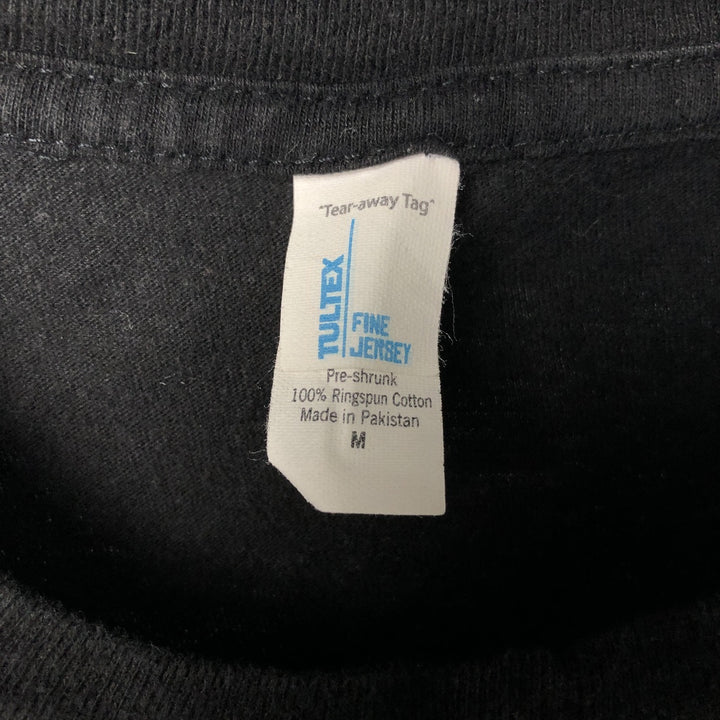 "Tear-away Tag"
TULTEX
FINE
JERSEY
Pre-shrunk
100% Ringspun Cotton
Made in Pakistan
M